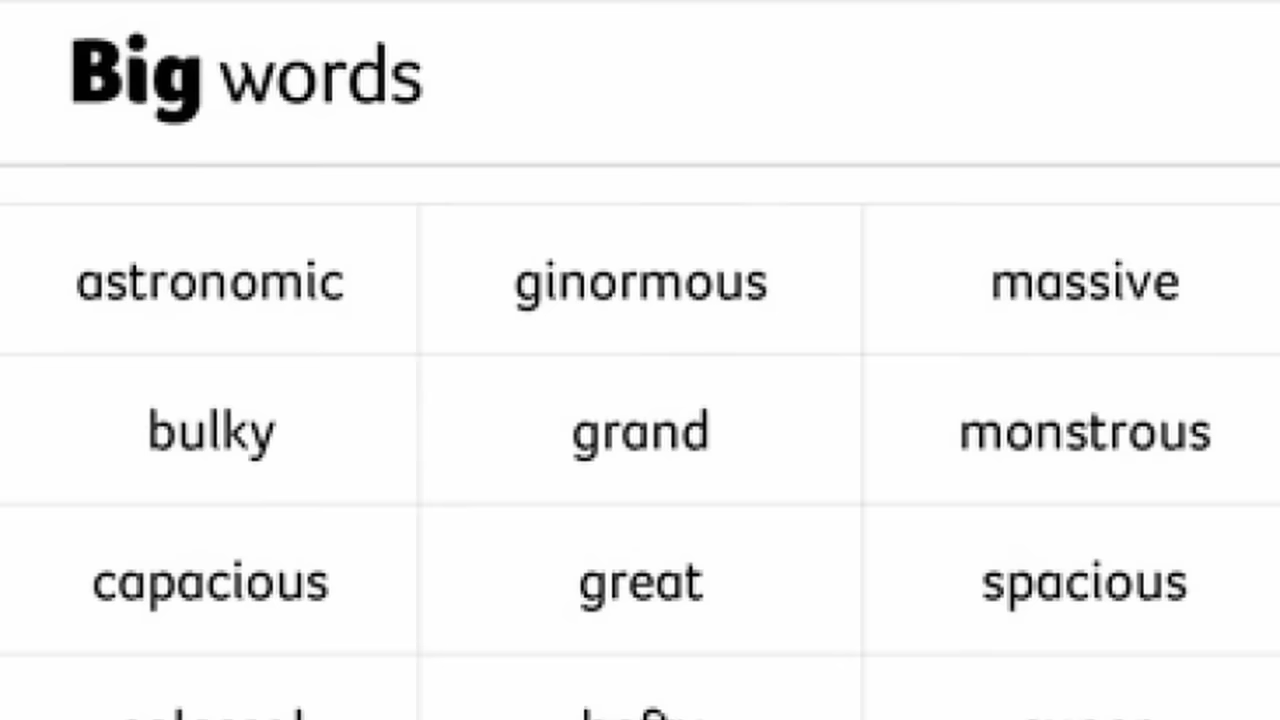 Big words
astronomic ginormous massive
bulky grand monstrous
capacious great spacious